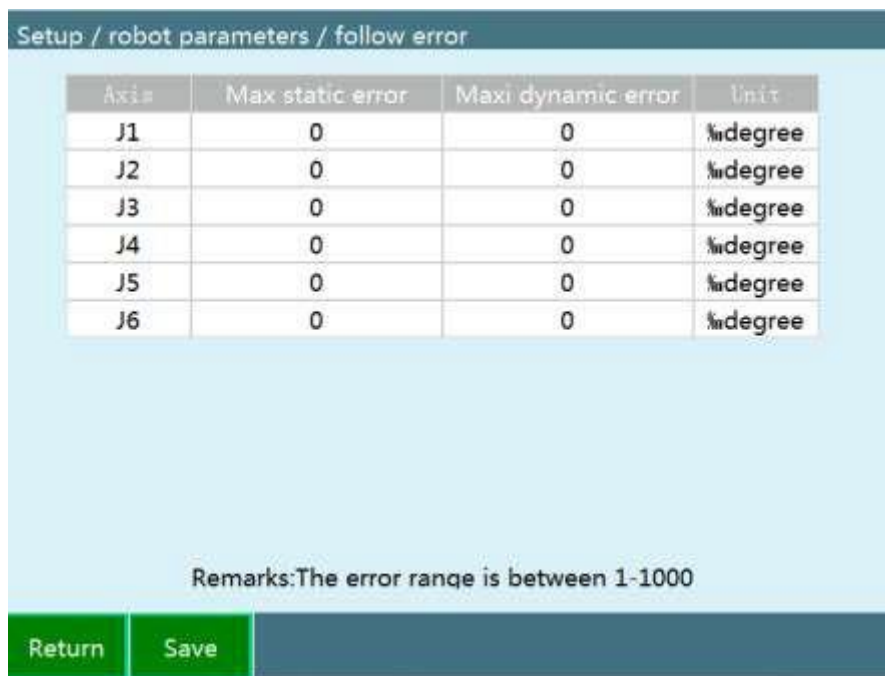 Setup / robot parameters / follow error
Axis Max static error Maxi dynamic error Unit
J1 0 0 ‱degree
J2 0 0 ‱degree
J3 0 0 ‱degree
J4 0 0 ‱degree
J5 0 0 ‱degree
J6 0 0 ‱degree
Remarks:The error range is between 1-1000
Return Save